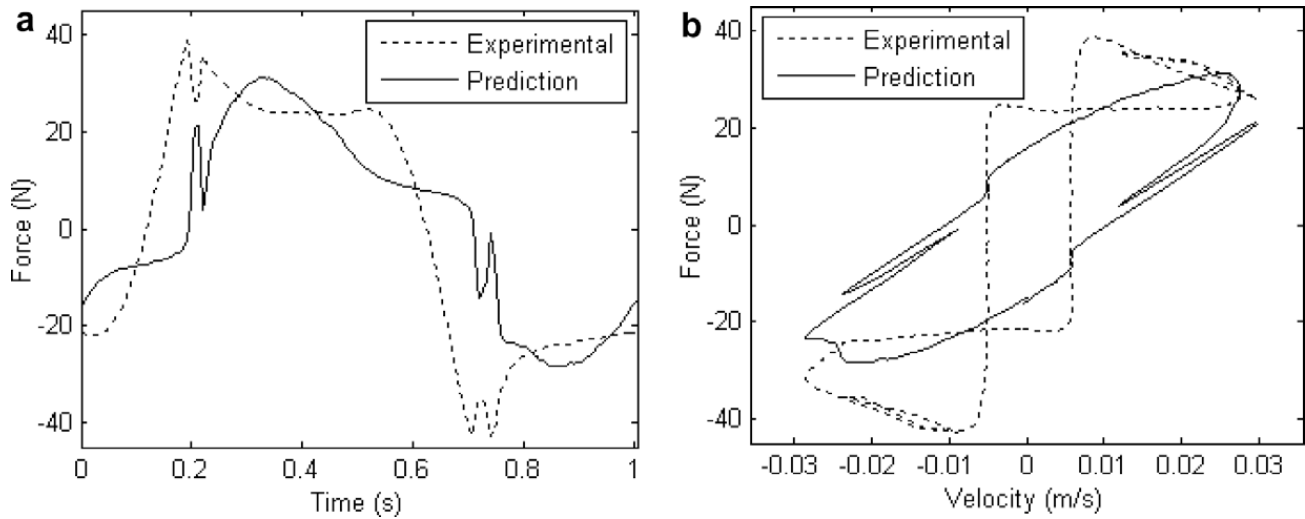 a
40
20
0
-20
-40
Force (N)
Experimental
Prediction
0 0.2 0.4 0.6 0.8 1
Time (s)
b
40
20
0
-20
-40
Force (N)
Experimental
Prediction
-0.03 -0.02 -0.01 0 0.01 0.02 0.03
Velocity (m/s)